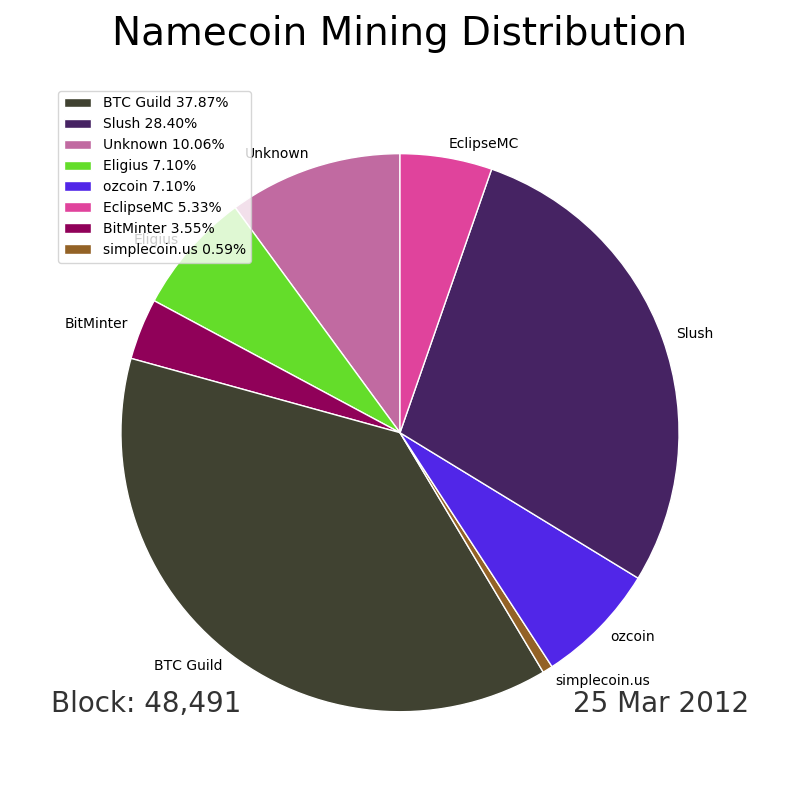 Namecoin Mining Distribution
BTC Guild 37.87%
Slush 28.40%
Unknown 10.06%
Eligius 7.10%
ozcoin 7.10%
EclipseMC 5.33%
BitMinter 3.55%
simplecoin.us 0.59%
EclipseMC
Unknown
Eligius
BitMinter
Slush
BTC Guild
ozcoin
simplecoin.us
Block: 48,491
25 Mar 2012